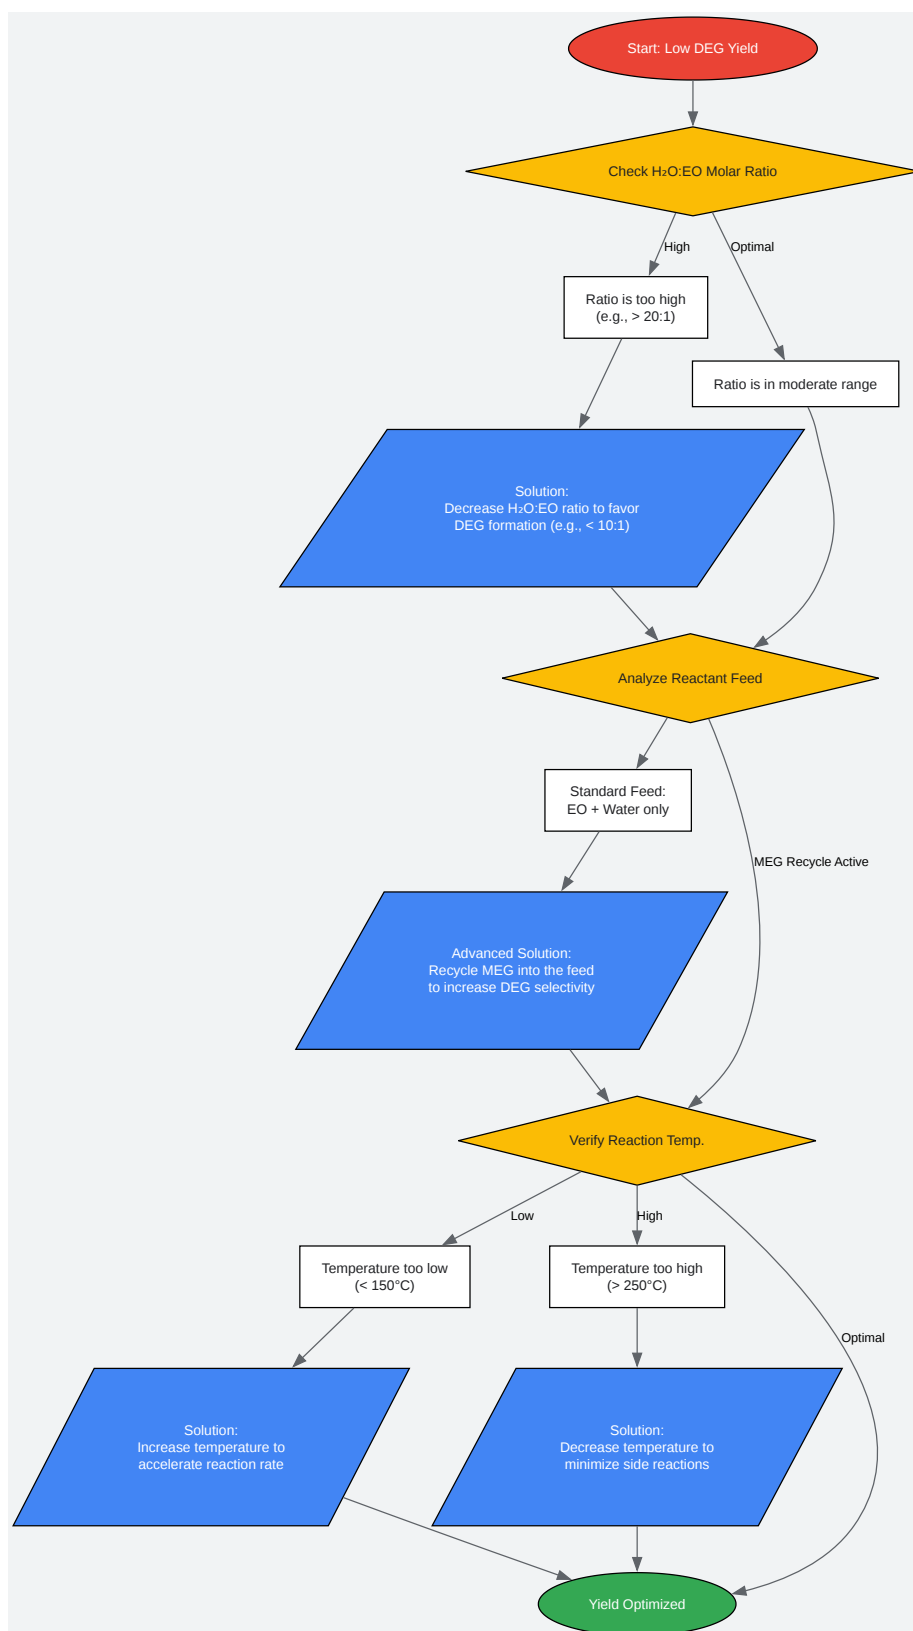 Start: Low DEG Yield
Check H₂O:EO Molar Ratio
High
Optimal
Ratio is too high
(e.g., > 20:1)
Ratio is in moderate range
Solution:
Decrease H₂O:EO ratio to favor
DEG formation (e.g., < 10:1)
Analyze Reactant Feed
Standard Feed:
EO + Water only
MEG Recycle Active
Advanced Solution:
Recycle MEG into the feed
to increase DEG selectivity
Verify Reaction Temp.
Low
High
Temperature too low
(< 150°C)
Temperature too high
(> 250°C)
Optimal
Solution:
Increase temperature to
accelerate reaction rate
Solution:
Decrease temperature to
minimize side reactions
Yield Optimized